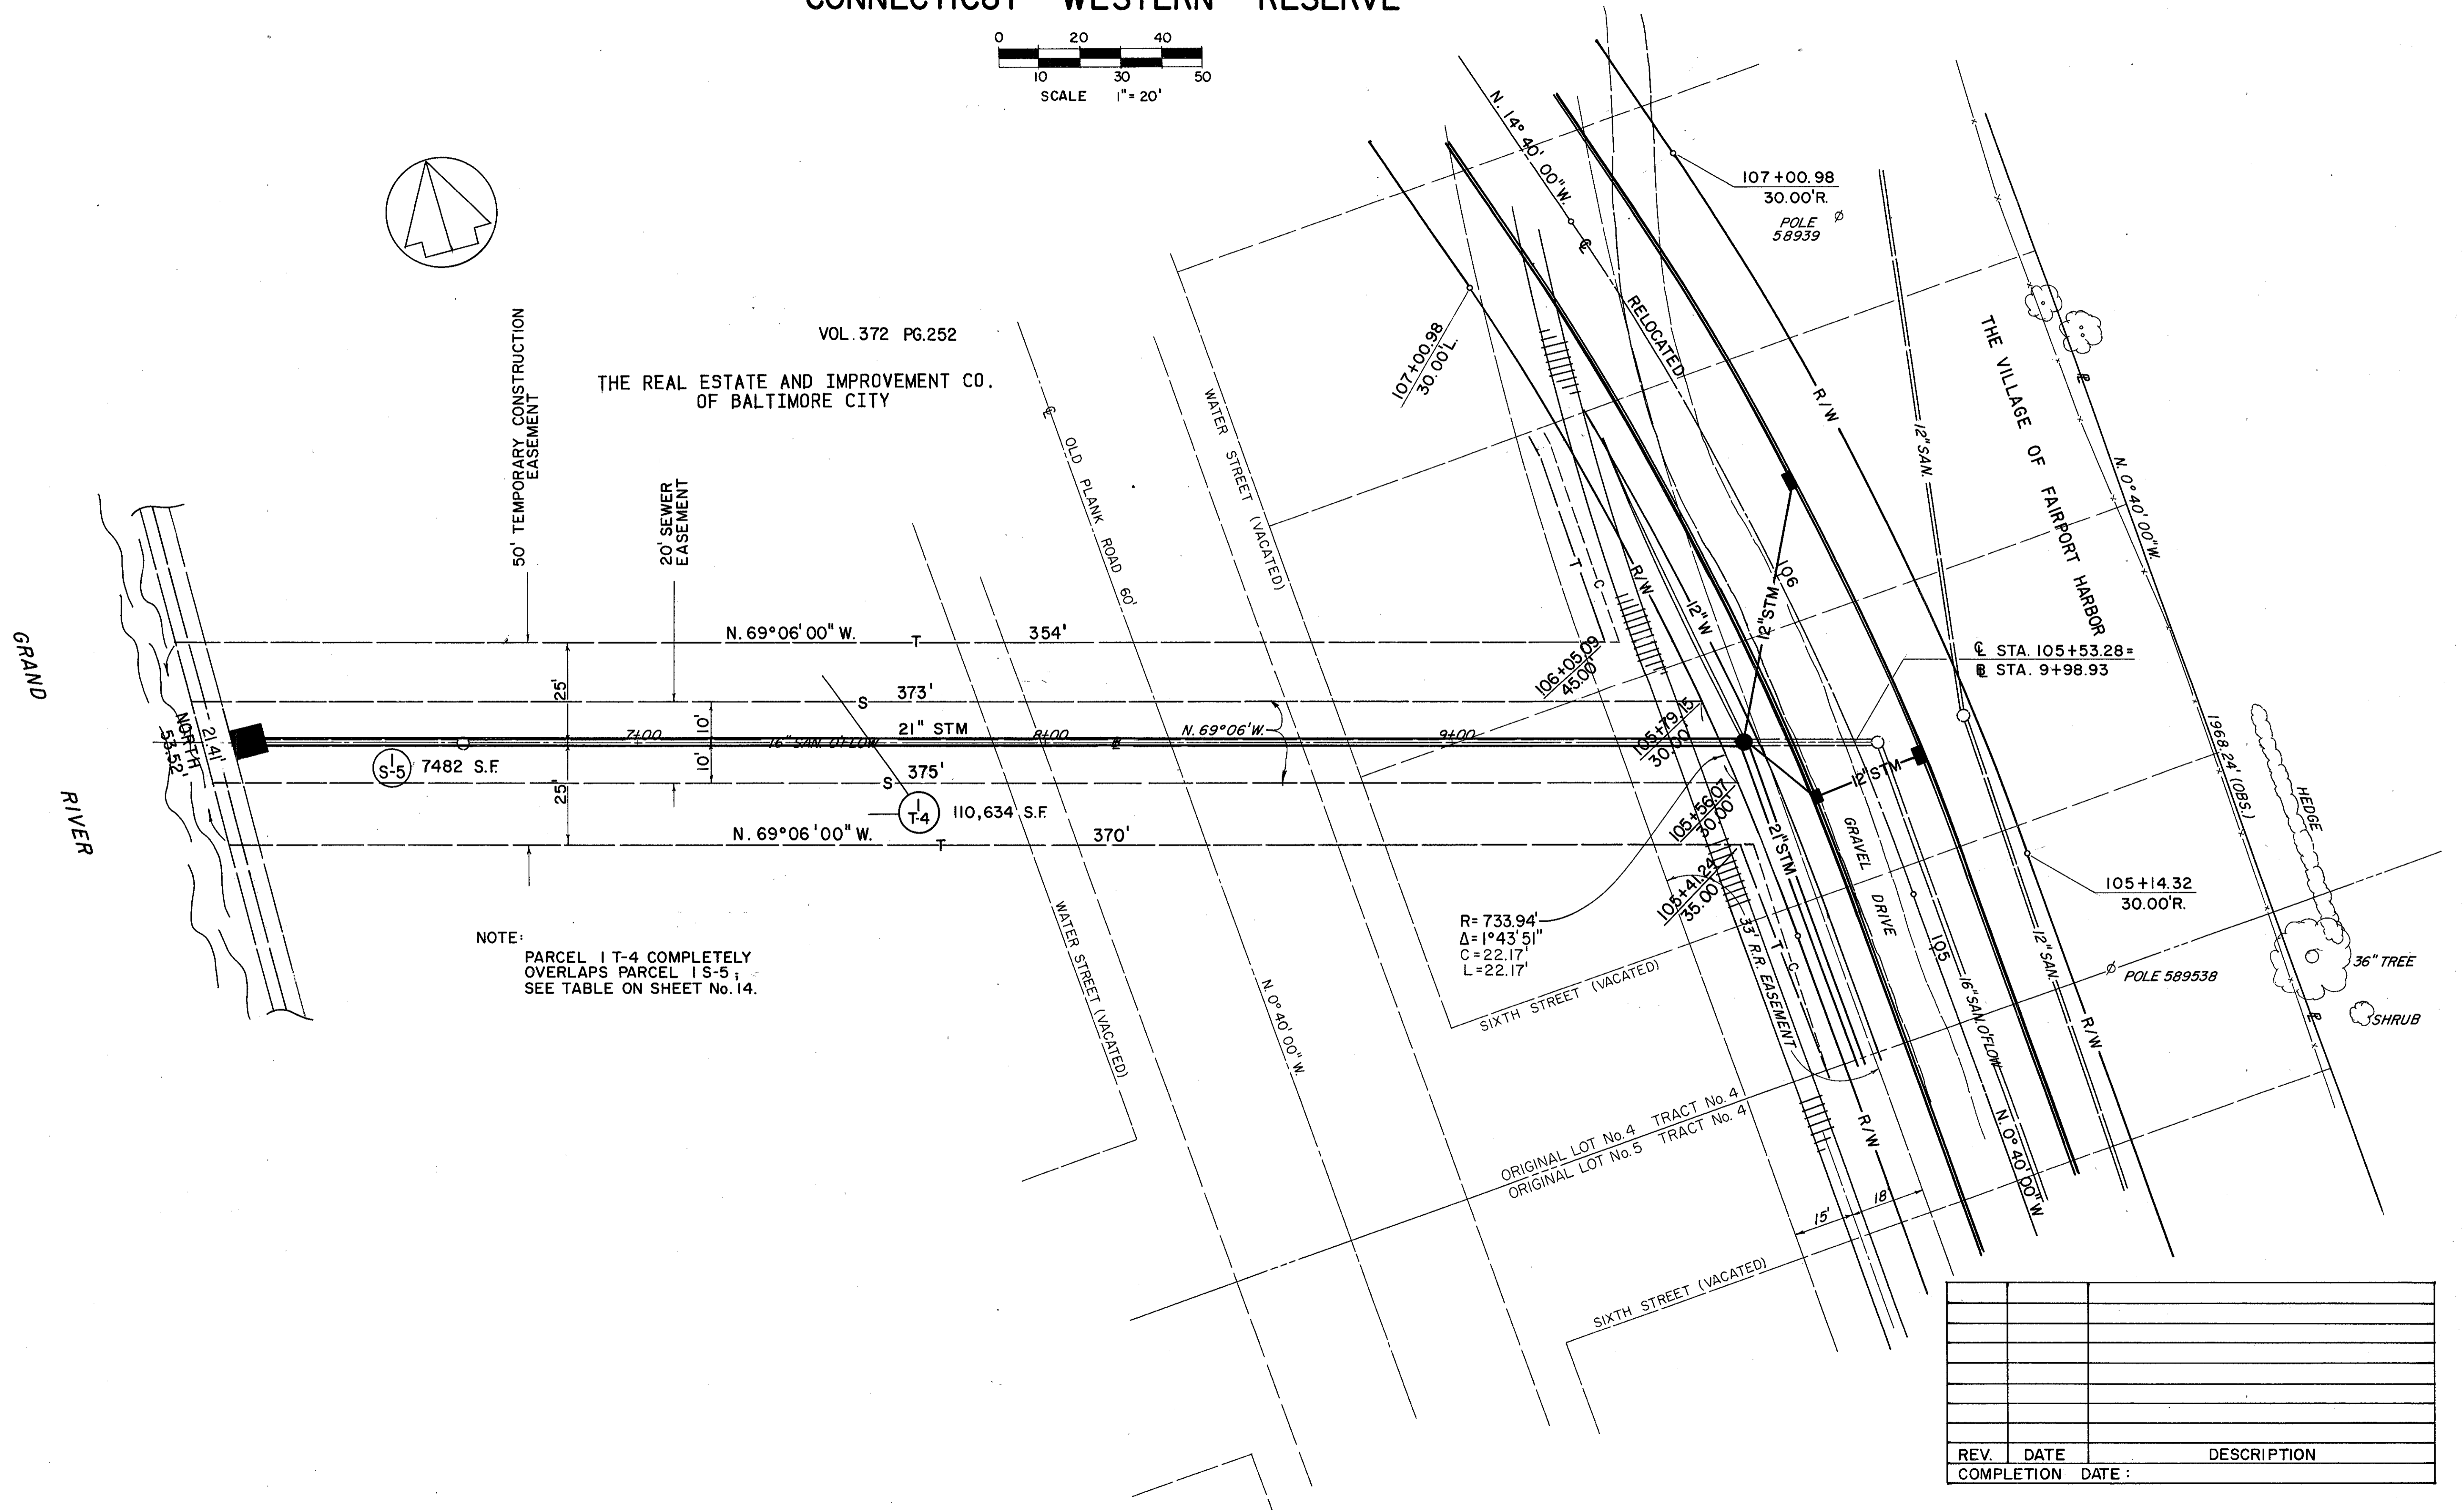 CONNECTICUT WESTERN RESERVE
0 20 40
10 30 50
SCALE 1"= 20'
N. 14° 40' 00"W.
℄
RELOCATED
107+00.98
30.00'R.
POLE
58939
107+00.98
30.00'L.
VOL. 372 PG.252
THE REAL ESTATE AND IMPROVEMENT CO.
OF BALTIMORE CITY
50' TEMPORARY CONSTRUCTION
EASEMENT
20' SEWER
EASEMENT
℄ OLD PLANK ROAD 60'
WATER STREET (VACATED)
R/W
12"SAN.
THE VILLAGE OF FAIRPORT HARBOR
N. 0° 40' 00"W.
1968.24' (OBS.)
GRAND
RIVER
N. 69°06'00" W. T 354'
S 373'
25'
10'
10'
25'
NORTH
53.52'
21.41'
7+00
16" SAN. O'FLOW
21" STM
8+00
N. 69°06'W.
9+00
1
S-5
7482 S.F.
S 375'
1
T-4
110,634 S.F.
N. 69°06'00" W. T 370'
T
C
R/W
12"W
12"STM
106
106+05.09
45.00'
105+79.15
30.00'
105+56.07
30.00'
105+41.24
35.00'
℄ STA. 105+53.28=
STA. 9+98.93
12"STM
21"STM
GRAVEL DRIVE
HEDGE
105+14.32
30.00'R.
R= 733.94'
Δ= 1°43'51"
C = 22.17'
L = 22.17'
NOTE:
PARCEL 1 T-4 COMPLETELY
OVERLAPS PARCEL 1 S-5;
SEE TABLE ON SHEET No. 14.
WATER STREET (VACATED)
N. 0° 40' 00"W.
SIXTH STREET (VACATED)
33' R.R. EASEMENT
T
C
105
16"SAN.O'FLOW
12"SAN.
R/W
POLE 589538
36" TREE
SHRUB
ORIGINAL LOT No. 4 TRACT No. 4
ORIGINAL LOT No. 5 TRACT No. 4
R/W
N. 0° 40' 00" W
15'
18'
SIXTH STREET (VACATED)
REV. DATE DESCRIPTION
COMPLETION DATE :